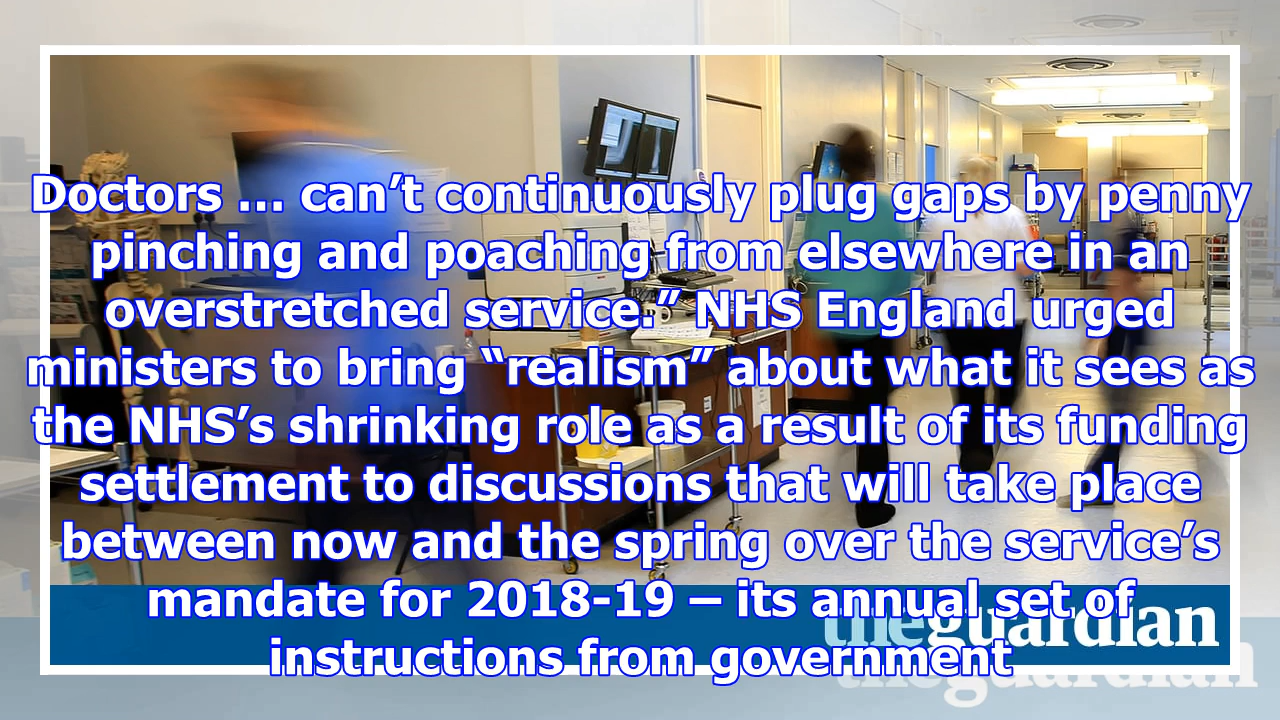 Doctors … can’t continuously plug gaps by penny
pinching and poaching from elsewhere in an
overstretched service.” NHS England urged
ministers to bring “realism” about what it sees as
the NHS’s shrinking role as a result of its funding
settlement to discussions that will take place
between now and the spring over the service’s
mandate for 2018-19 – its annual set of
instructions from government
theguardian
theguardian